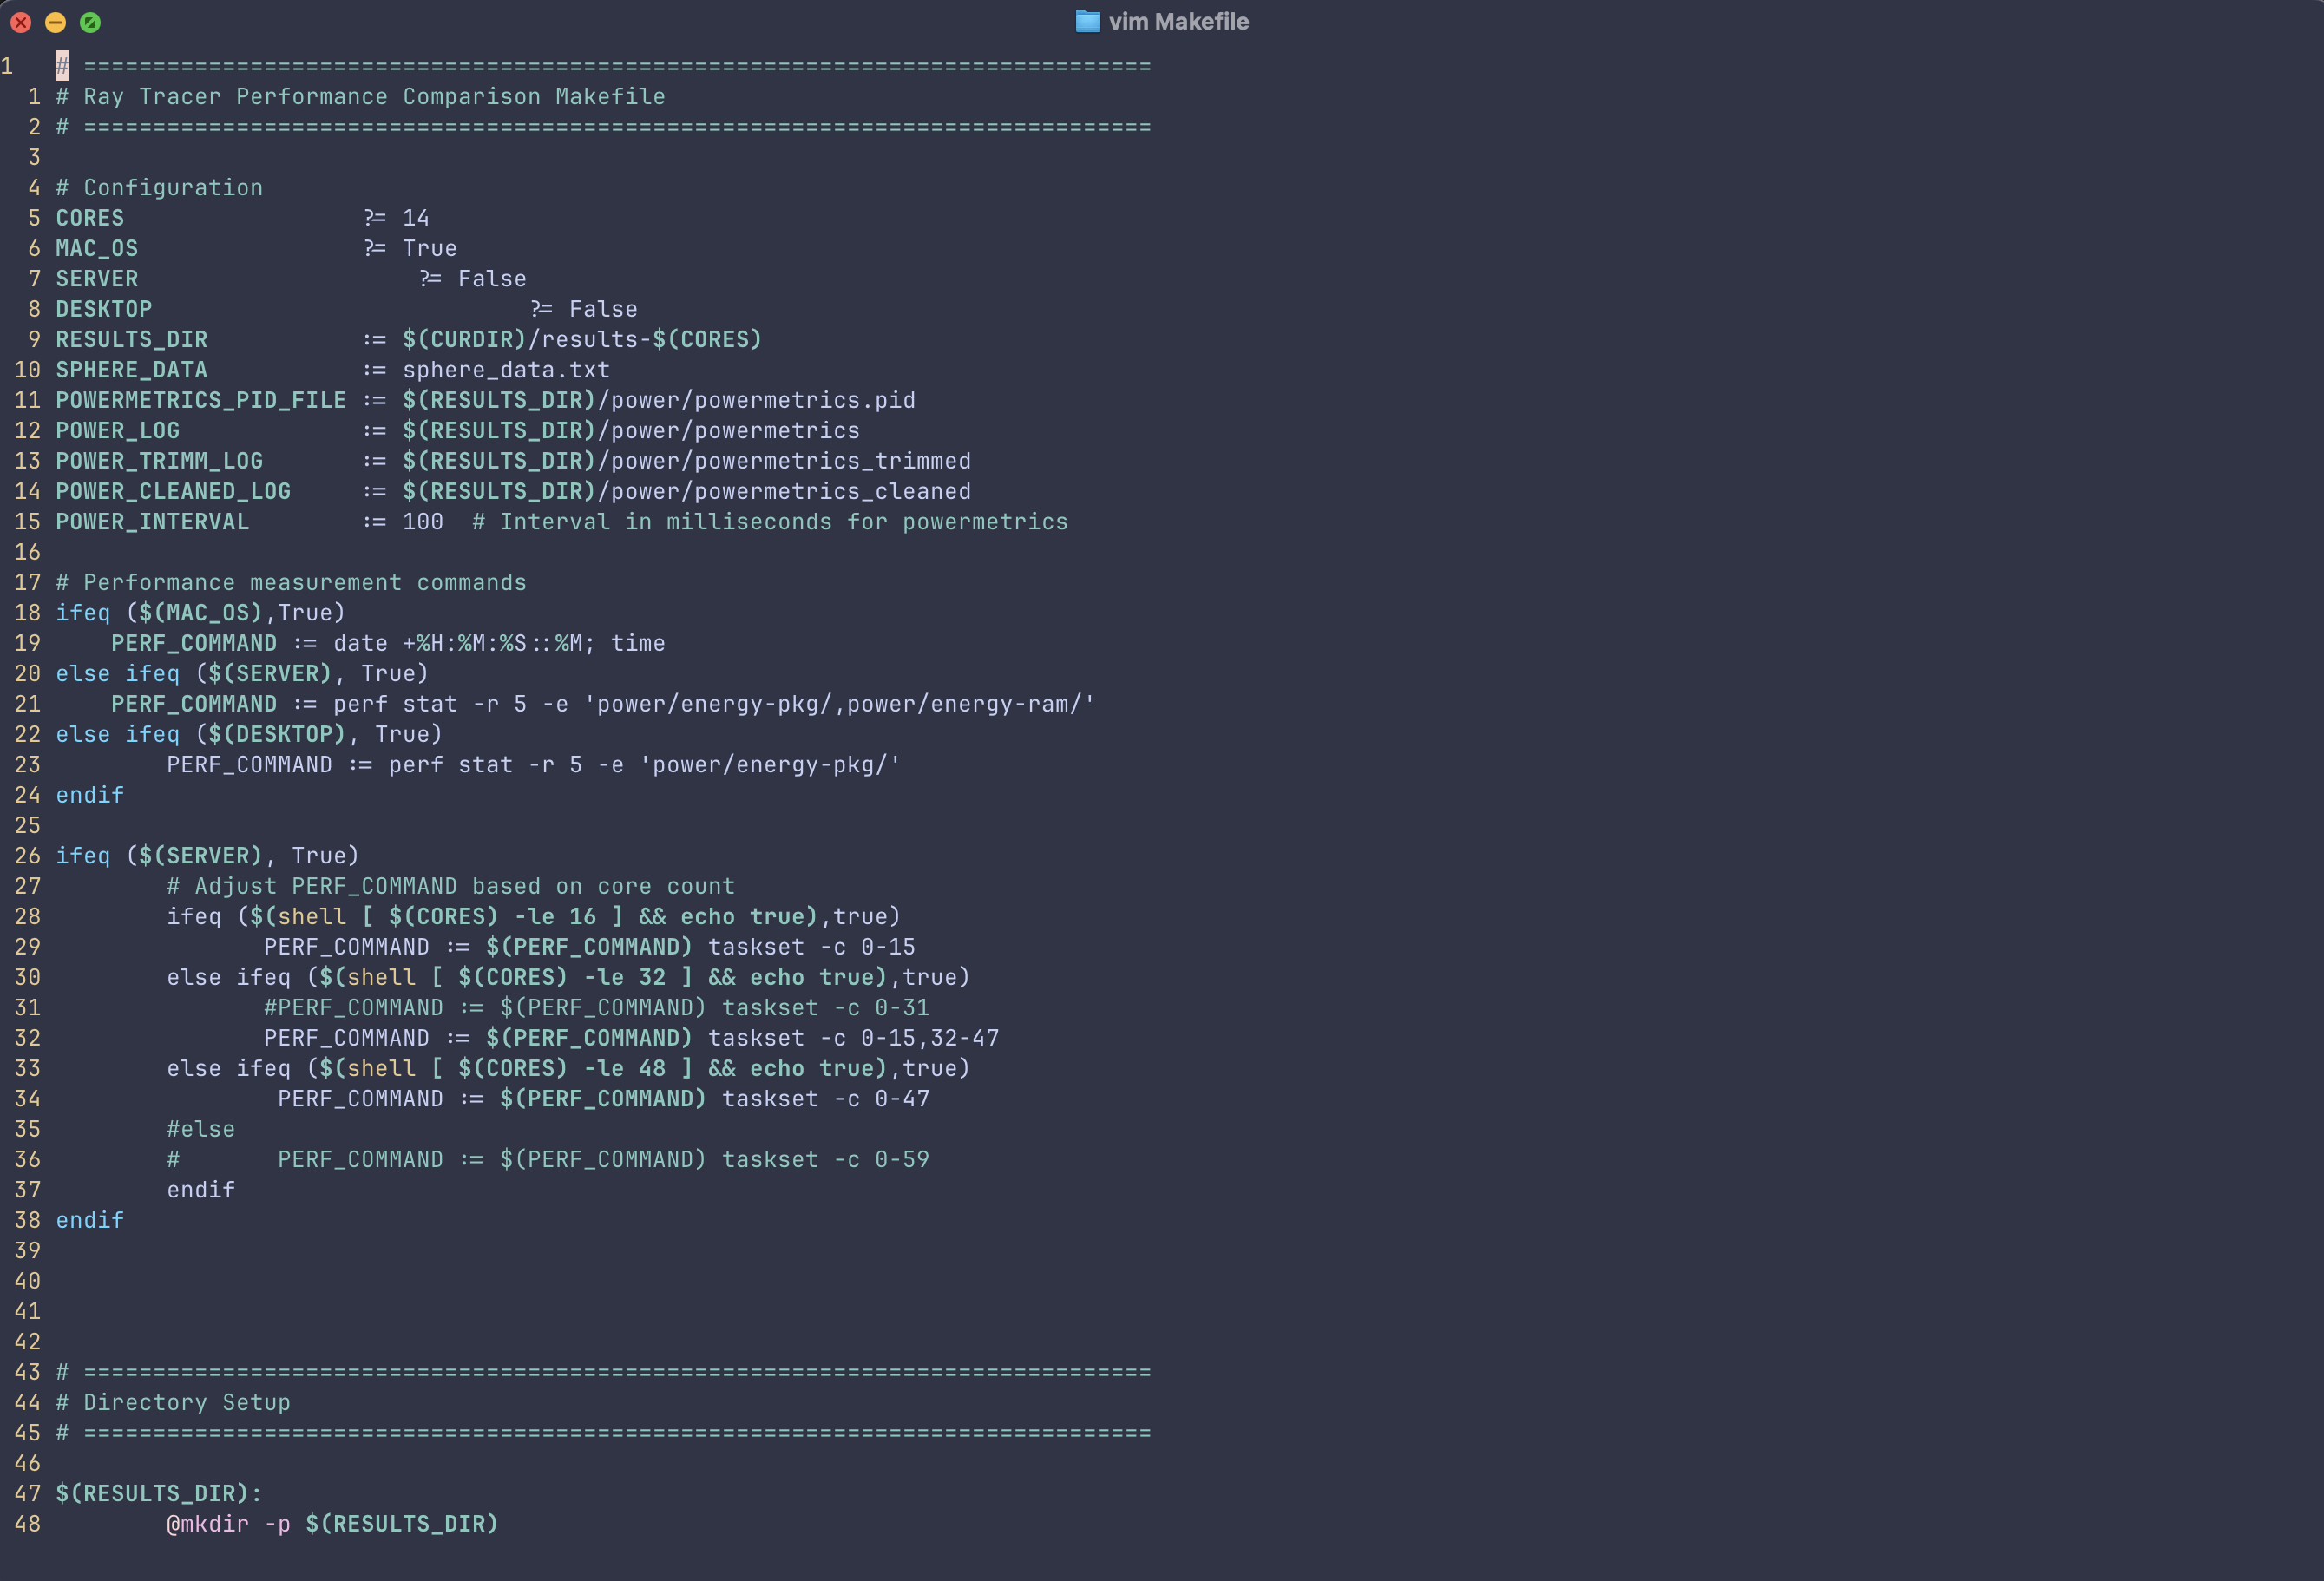 vim Makefile
1   # =============================================================================
  1 # Ray Tracer Performance Comparison Makefile
  2 # =============================================================================
  3
  4 # Configuration
  5 CORES                 ?= 14
  6 MAC_OS                ?= True
  7 SERVER                    ?= False
  8 DESKTOP                           ?= False
  9 RESULTS_DIR           := $(CURDIR)/results-$(CORES)
 10 SPHERE_DATA           := sphere_data.txt
 11 POWERMETRICS_PID_FILE := $(RESULTS_DIR)/power/powermetrics.pid
 12 POWER_LOG             := $(RESULTS_DIR)/power/powermetrics
 13 POWER_TRIMM_LOG       := $(RESULTS_DIR)/power/powermetrics_trimmed
 14 POWER_CLEANED_LOG     := $(RESULTS_DIR)/power/powermetrics_cleaned
 15 POWER_INTERVAL        := 100  # Interval in milliseconds for powermetrics
 16
 17 # Performance measurement commands
 18 ifeq ($(MAC_OS),True)
 19     PERF_COMMAND := date +%H:%M:%S::%M; time
 20 else ifeq ($(SERVER), True)
 21     PERF_COMMAND := perf stat -r 5 -e 'power/energy-pkg/,power/energy-ram/'
 22 else ifeq ($(DESKTOP), True)
 23         PERF_COMMAND := perf stat -r 5 -e 'power/energy-pkg/'
 24 endif
 25
 26 ifeq ($(SERVER), True)
 27         # Adjust PERF_COMMAND based on core count
 28         ifeq ($(shell [ $(CORES) -le 16 ] && echo true),true)
 29                PERF_COMMAND := $(PERF_COMMAND) taskset -c 0-15
 30         else ifeq ($(shell [ $(CORES) -le 32 ] && echo true),true)
 31                #PERF_COMMAND := $(PERF_COMMAND) taskset -c 0-31
 32                PERF_COMMAND := $(PERF_COMMAND) taskset -c 0-15,32-47
 33         else ifeq ($(shell [ $(CORES) -le 48 ] && echo true),true)
 34                 PERF_COMMAND := $(PERF_COMMAND) taskset -c 0-47
 35         #else
 36         #       PERF_COMMAND := $(PERF_COMMAND) taskset -c 0-59
 37         endif
 38 endif
 39
 40
 41
 42
 43 # =============================================================================
 44 # Directory Setup
 45 # =============================================================================
 46
 47 $(RESULTS_DIR):
 48         @mkdir -p $(RESULTS_DIR)